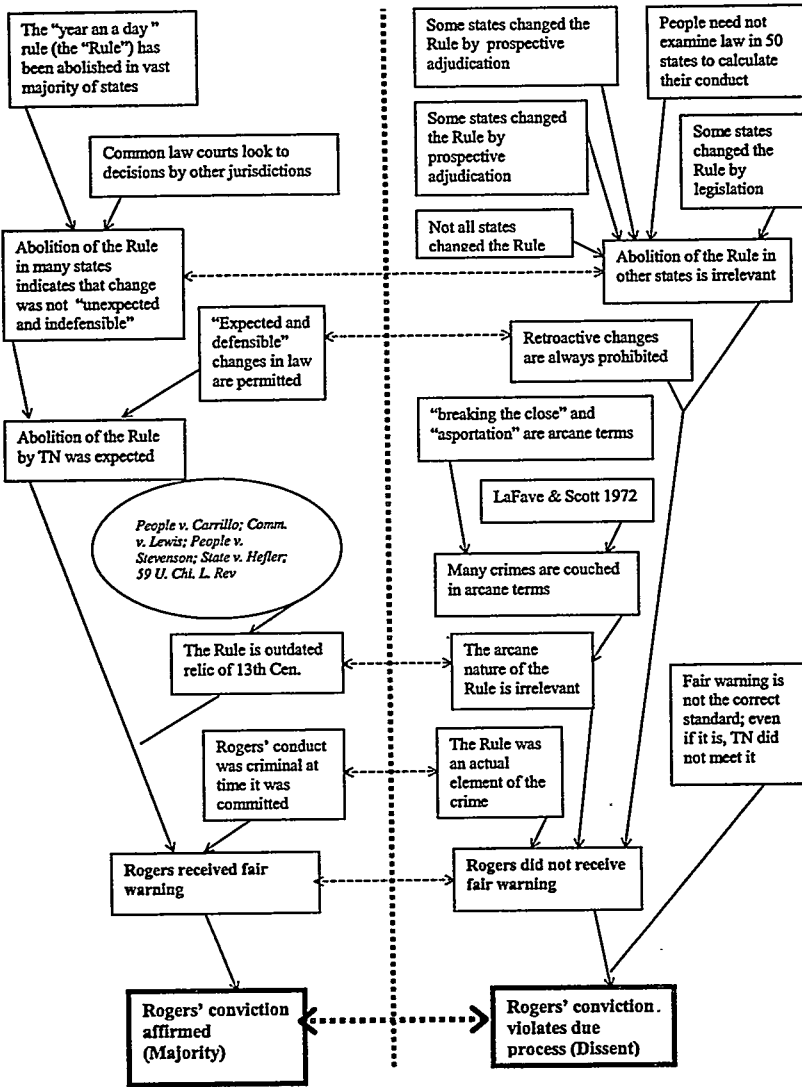 The “year an a day ”
rule (the “Rule”) has
been abolished in vast
majority of states
Common law courts look to
decisions by other jurisdictions
Abolition of the Rule
in many states
indicates that change
was not “unexpected
and indefensible”
“Expected and
defensible”
changes in law
are permitted
Abolition of the Rule
by TN was expected
People v. Carrillo; Comm.
v. Lewis; People v.
Stevenson; State v. Hefler;
59 U. Chi. L. Rev
The Rule is outdated
relic of 13th Cen.
Rogers’ conduct
was criminal at
time it was
committed
Rogers received fair
warning
Rogers’ conviction
affirmed
(Majority)
Some states changed the
Rule by prospective
adjudication
People need not
examine law in 50
states to calculate
their conduct
Some states changed
the Rule by
prospective
adjudication
Some states
changed the
Rule by
legislation
Not all states
changed the Rule
Abolition of the Rule in
other states is irrelevant
Retroactive changes
are always prohibited
“breaking the close” and
“asportation” are arcane terms
LaFave & Scott 1972
Many crimes are couched
in arcane terms
The arcane
nature of the
Rule is irrelevant
Fair warning is
not the correct
standard; even
if it is, TN did
not meet it
The Rule was
an actual
element of the
crime
Rogers did not receive
fair warning
Rogers’ conviction.
violates due
process (Dissent)